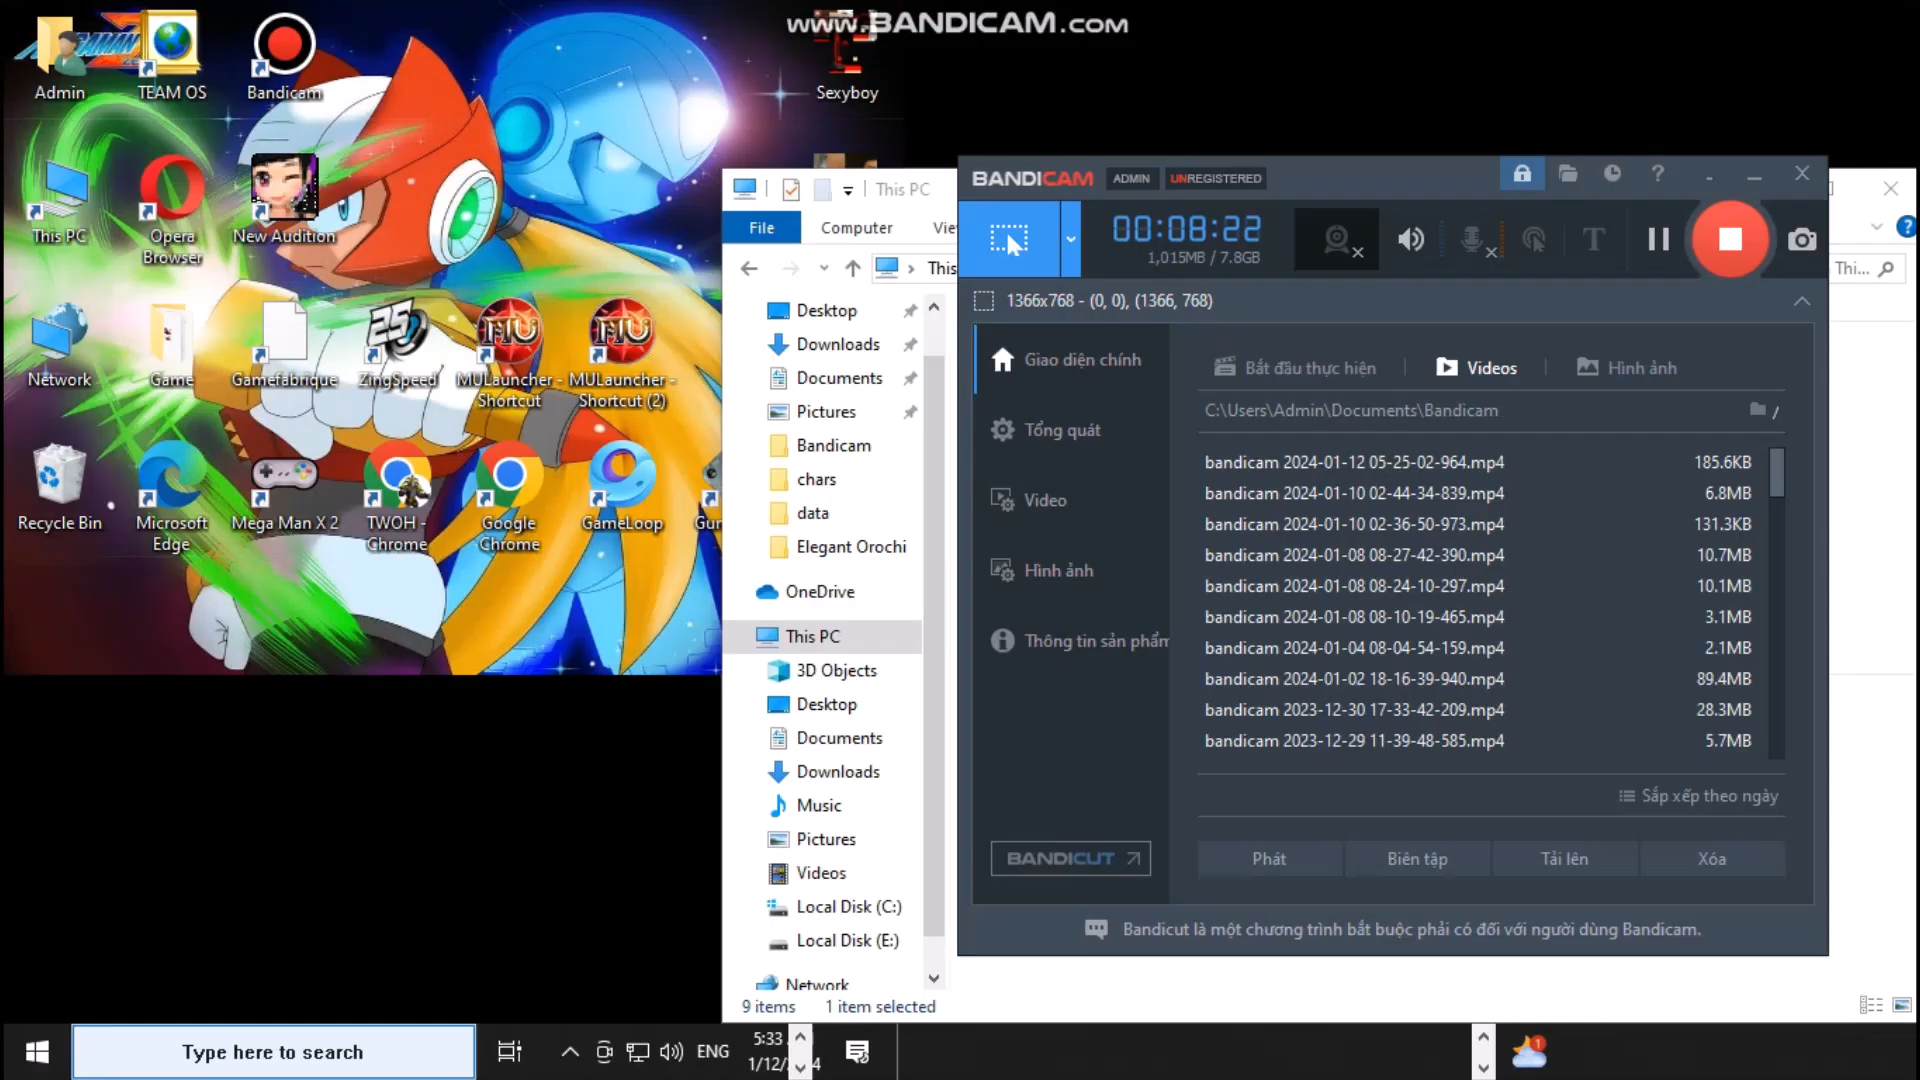 www.BANDICAM.com
Admin
TEAM OS
Bandicam
Sexyboy
This PC
Opera
Browser
New Audition
Network
Game
Gamefabrique
ZingSpeed
MULauncher -
Shortcut
MULauncher -
Shortcut (2)
Recycle Bin
Microsoft
Edge
Mega Man X 2
TWOH -
Chrome
Google
Chrome
GameLoop
This PC
File
Computer
This
Desktop
Downloads
Documents
Pictures
Bandicam
chars
data
Elegant Orochi
OneDrive
This PC
3D Objects
Desktop
Documents
Downloads
Music
Pictures
Videos
Local Disk (C:)
Local Disk (E:)
Network
9 items
1 item selected
BANDICAM
ADMIN
UNREGISTERED
00:08:22
1,015MB / 7.8GB
1366x768 - (0, 0), (1366, 768)
Giao diện chính
Tổng quát
Video
Hình ảnh
Thông tin sản phẩm
BANDICUT
Bắt đầu thực hiện
Videos
Hình ảnh
C:\Users\Admin\Documents\Bandicam
bandicam 2024-01-12 05-25-02-964.mp4 185.6KB
bandicam 2024-01-10 02-44-34-839.mp4 6.8MB
bandicam 2024-01-10 02-36-50-973.mp4 131.3KB
bandicam 2024-01-08 08-27-42-390.mp4 10.7MB
bandicam 2024-01-08 08-24-10-297.mp4 10.1MB
bandicam 2024-01-08 08-10-19-465.mp4 3.1MB
bandicam 2024-01-04 08-04-54-159.mp4 2.1MB
bandicam 2024-01-02 18-16-39-940.mp4 89.4MB
bandicam 2023-12-30 17-33-42-209.mp4 28.3MB
bandicam 2023-12-29 11-39-48-585.mp4 5.7MB
Sắp xếp theo ngày
Phát
Biên tập
Tải lên
Xóa
Bandicut là một chương trình bắt buộc phải có đối với người dùng Bandicam.
Thi...
Type here to search
ENG
5:33
1/12/
1